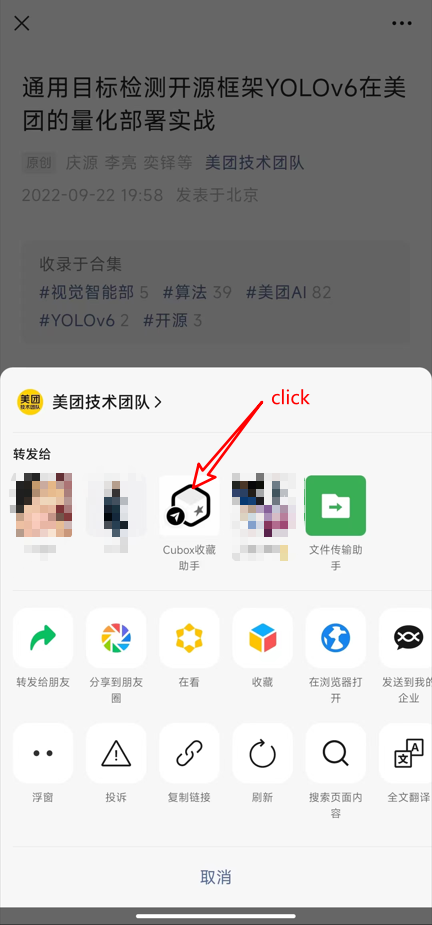 通用目标检测开源框架YOLOv6在美
团的量化部署实战
原创 庆源 李亮 奕铎等 美团技术团队
2022-09-22 19:58 发表于北京
收录于合集
#视觉智能部 5 #算法 39 #美团AI 82
#YOLOv6 2 #开源 3
美团
技术团队
美团技术团队
click
转发给
Cubox收藏
助手
文件传输助
手
转发给朋友
分享到朋友
圈
在看
收藏
在浏览器打
开
发送到我的
企业
浮窗
投诉
复制链接
刷新
搜索页面内
容
全文翻译
取消